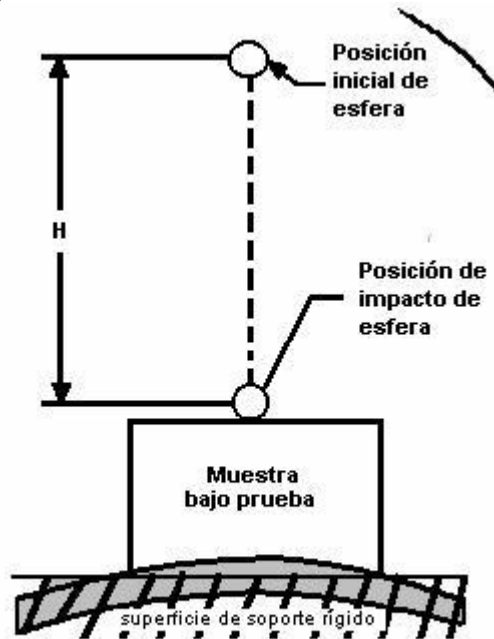 Posición
inicial de
esfera
H
Posición de
impacto de
esfera
Muestra
bajo prueba
superficie de soporte rígido